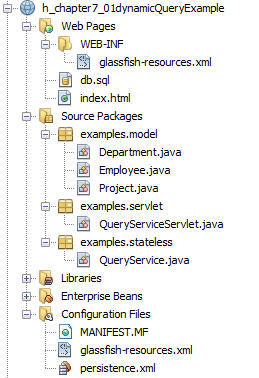 h_chapter7_01dynamicQueryExample
Web Pages
WEB-INF
glassfish-resources.xml
db.sql
index.html
Source Packages
examples.model
Department.java
Employee.java
Project.java
examples.servlet
QueryServiceServlet.java
examples.stateless
QueryService.java
Libraries
Enterprise Beans
Configuration Files
MANIFEST.MF
glassfish-resources.xml
persistence.xml